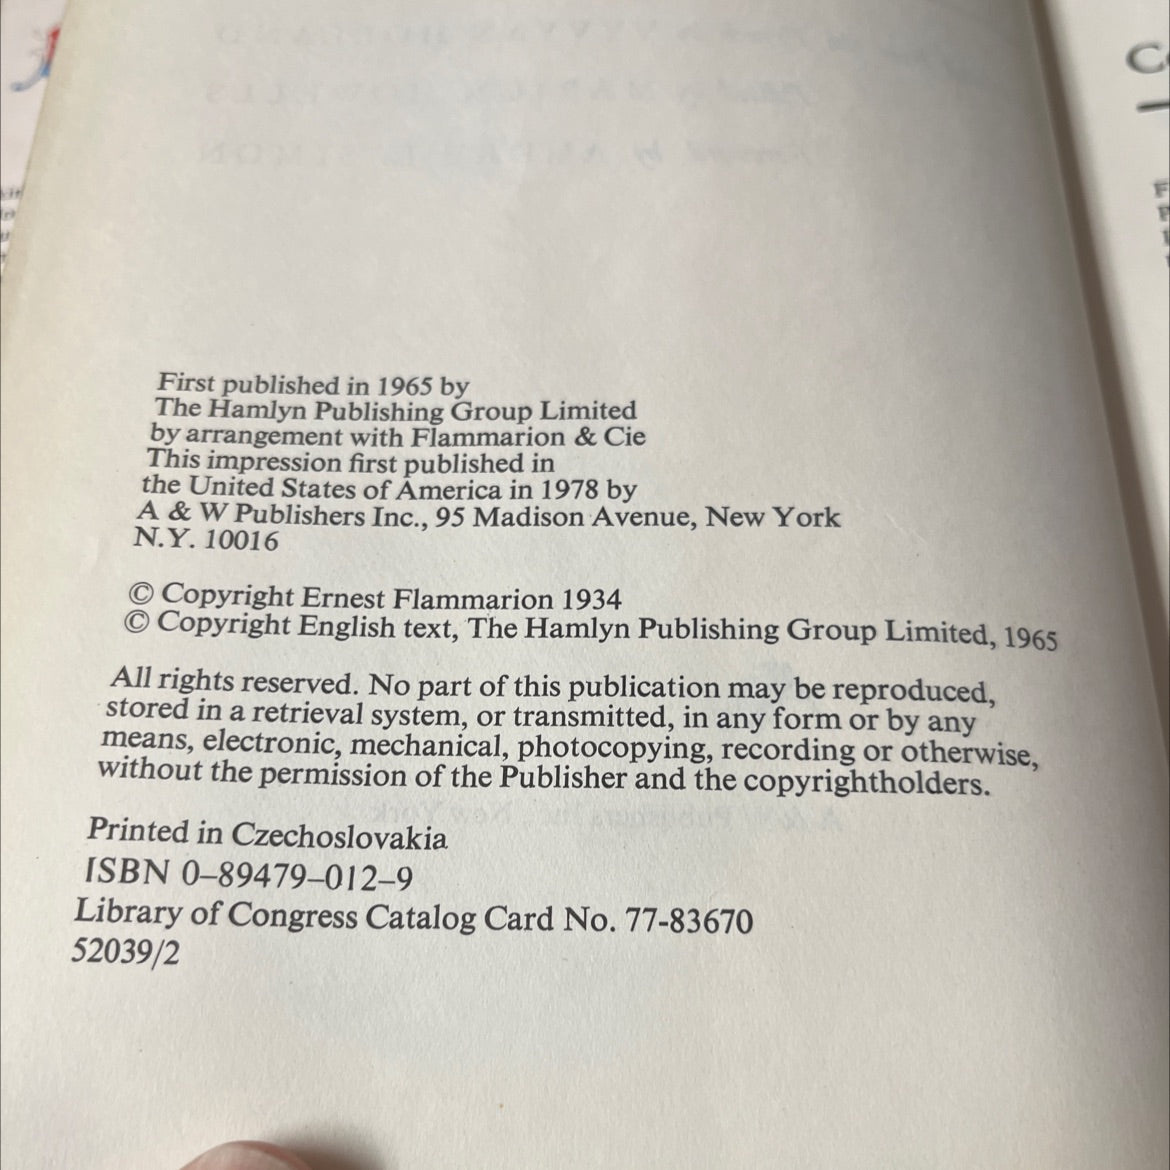 First published in 1965 by
The Hamlyn Publishing Group Limited
by arrangement with Flammarion & Cie
This impression first published in
the United States of America in 1978 by
A & W Publishers Inc., 95 Madison Avenue, New York
N.Y. 10016
© Copyright Ernest Flammarion 1934
© Copyright English text, The Hamlyn Publishing Group Limited, 1965
All rights reserved. No part of this publication may be reproduced,
stored in a retrieval system, or transmitted, in any form or by any
means, electronic, mechanical, photocopying, recording or otherwise,
without the permission of the Publisher and the copyrightholders.
Printed in Czechoslovakia
ISBN 0–89479–012–9
Library of Congress Catalog Card No. 77-83670
52039/2